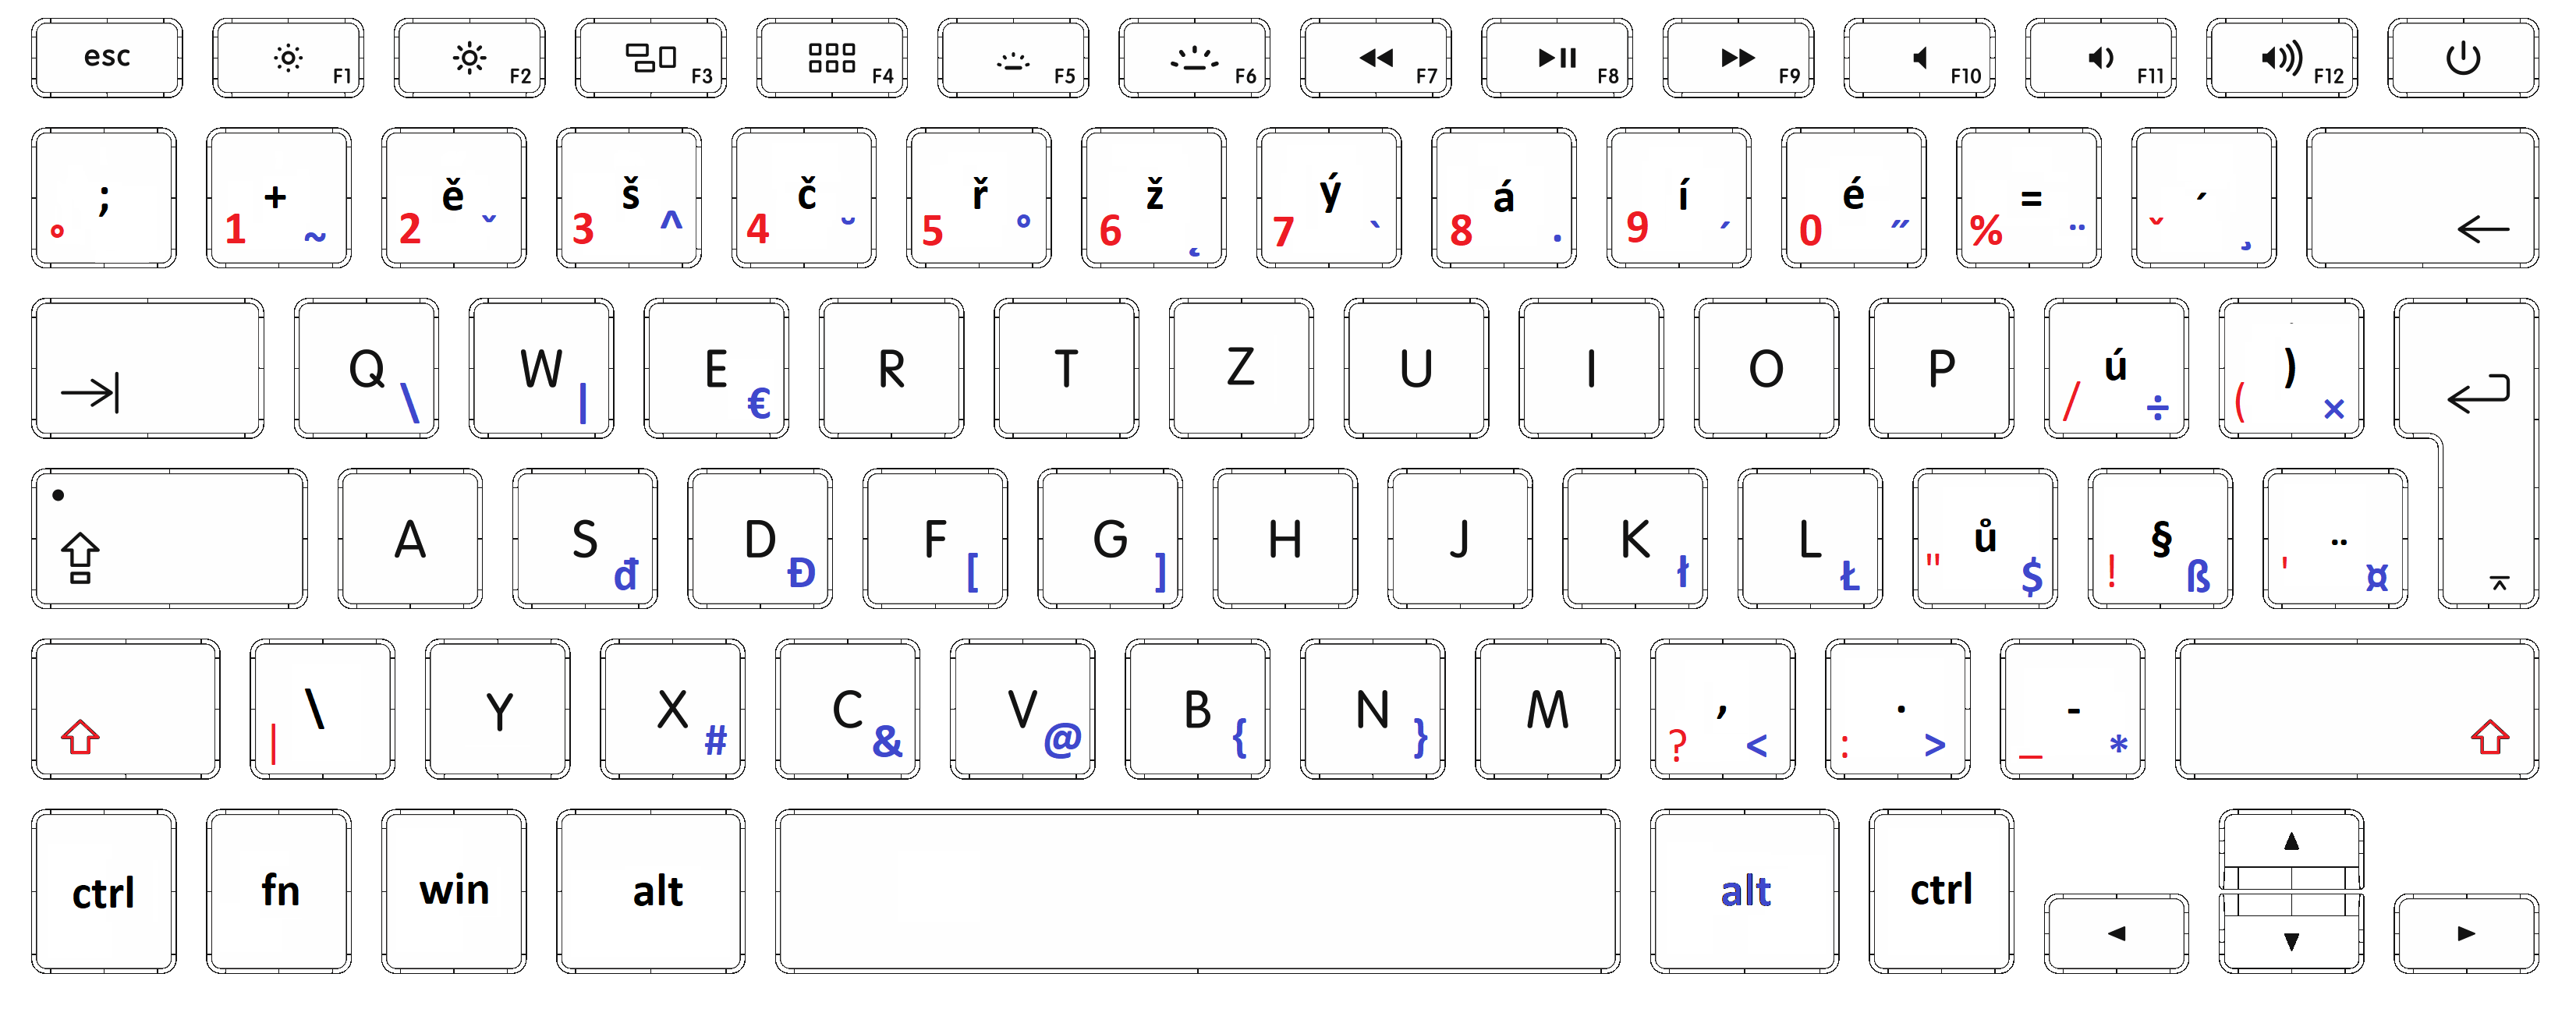 esc F1 F2 F3 F4 F5 F6 F7 F8 F9 F10 F11 F12
; ° + 1 ~ ě 2 ˇ š 3 ^ č 4 ˘ ř 5 ° ž 6 ˛ ý 7 ` á 8 ˙ í 9 ´ é 0 ˝ = % ¨ ´ ˇ ¸
Q \ W | E € R T Z U I O P ú / ÷ ) ( ×
A S đ D Đ F [ G ] H J K ł L Ł ů " $ § ! ß ¨ ' ¤
\ | Y X # C & V @ B { N } M , ? < . : > - _ *
ctrl fn win alt alt ctrl